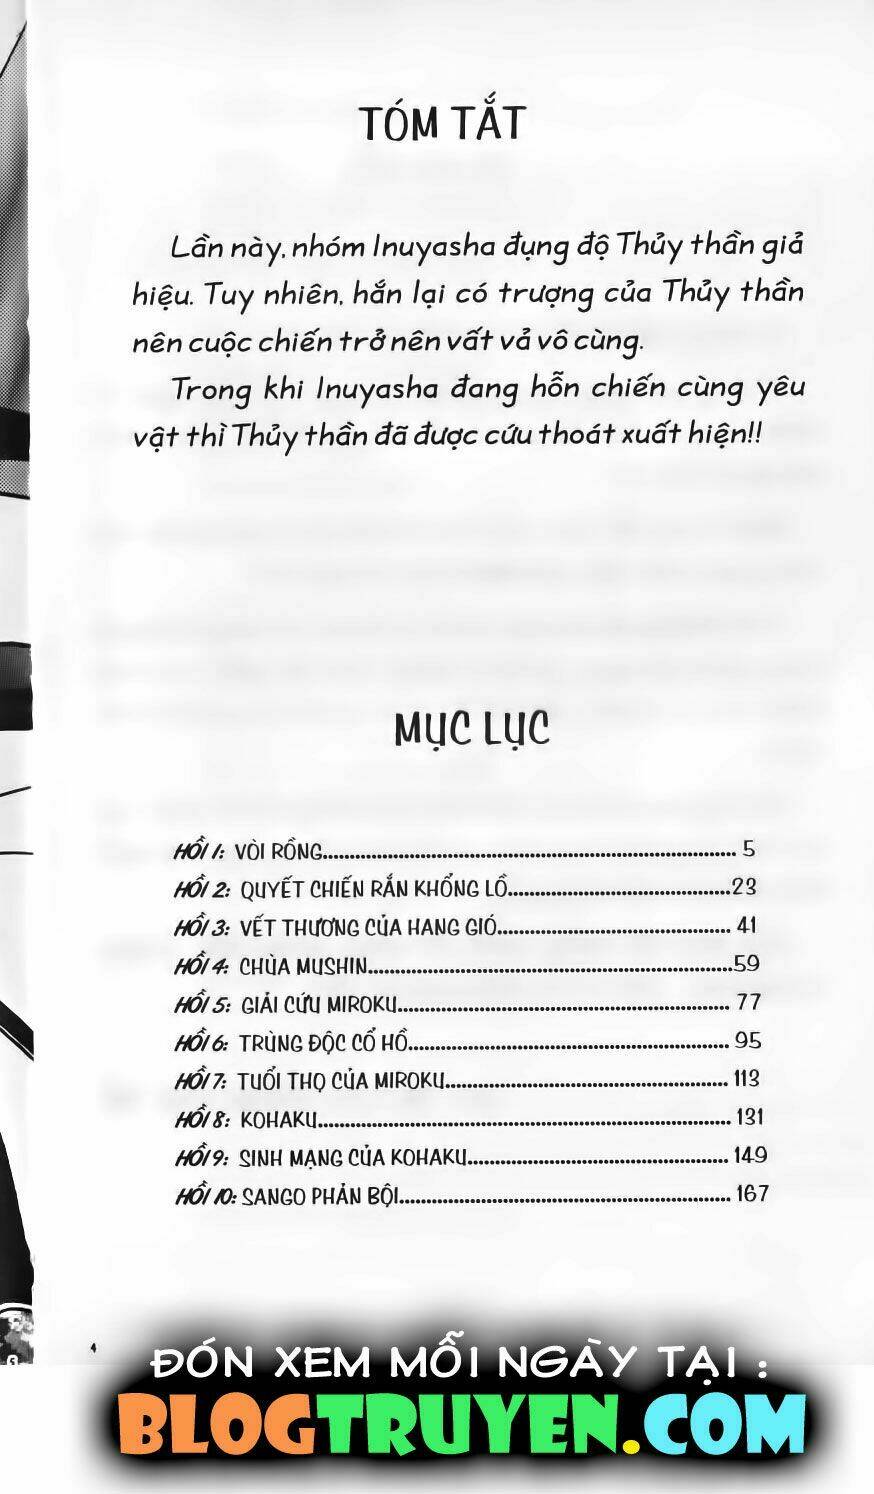 TÓM TẮT
Lần này, nhóm Inuyasha đụng độ Thủy thần giả
hiệu. Tuy nhiên, hắn lại có trượng của Thủy thần
nên cuộc chiến trở nên vất vả vô cùng.
Trong khi Inuyasha đang hỗn chiến cùng yêu
vật thì Thủy thần đã được cứu thoát xuất hiện!!
MỤC LỤC
HỒI 1: VÒI RỒNG.......... 5
HỒI 2: QUYẾT CHIẾN RẮN KHỔNG LỒ..........23
HỒI 3: VẾT THƯƠNG CỦA HANG GIÓ.......... 41
HỒI 4: CHÙA MUSHIN..........59
HỒI 5: GIẢI CỨU MIROKU.......... 77
HỒI 6: TRÙNG ĐỘC CỔ HỒ.......... 95
HỒI 7: TUỔI THỌ CỦA MIROKU.......... 113
HỒI 8: KOHAKU.......... 131
HỒI 9: SINH MẠNG CỦA KOHAKU.......... 149
HỒI 10: SANGO PHẢN BỘI.......... 167
4
ĐÓN XEM MỖI NGÀY TẠI :
BLOGTRUYEN.COM